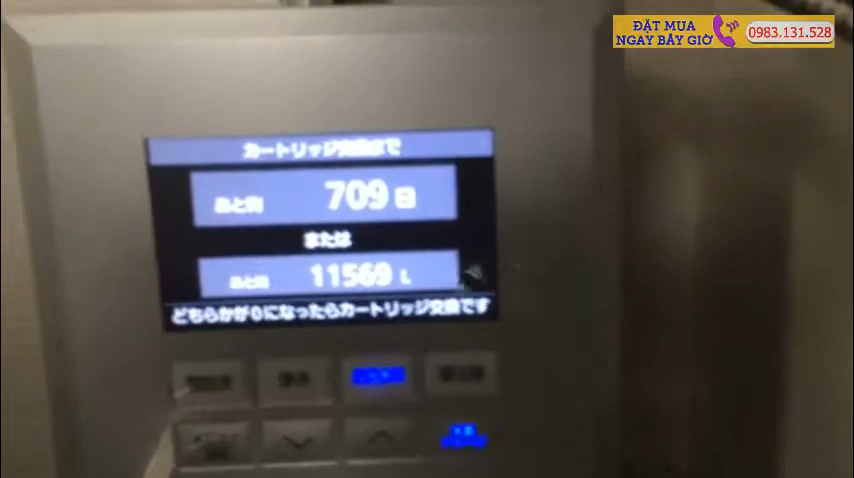 ĐẶT MUA
NGAY BÂY GIỜ
0983.131.528
カートリッジ交換まで
あと約 709 日
または
あと約 11569 L
どちらかが0になったらカートリッジ交換です